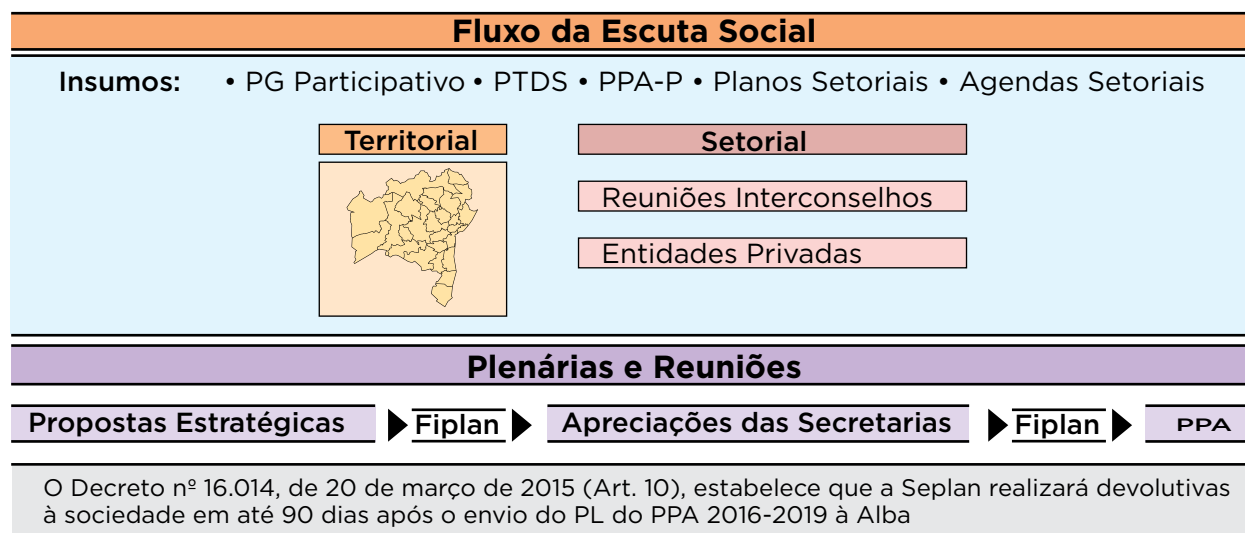 Fluxo da Escuta Social
Insumos: • PG Participativo • PTDS • PPA-P • Planos Setoriais • Agendas Setoriais
Territorial
Setorial
Reuniões Interconselhos
Entidades Privadas
Plenárias e Reuniões
Propostas Estratégicas Fiplan Apreciações das Secretarias Fiplan PPA
O Decreto nº 16.014, de 20 de março de 2015 (Art. 10), estabelece que a Seplan realizará devolutivas
à sociedade em até 90 dias após o envio do PL do PPA 2016-2019 à Alba